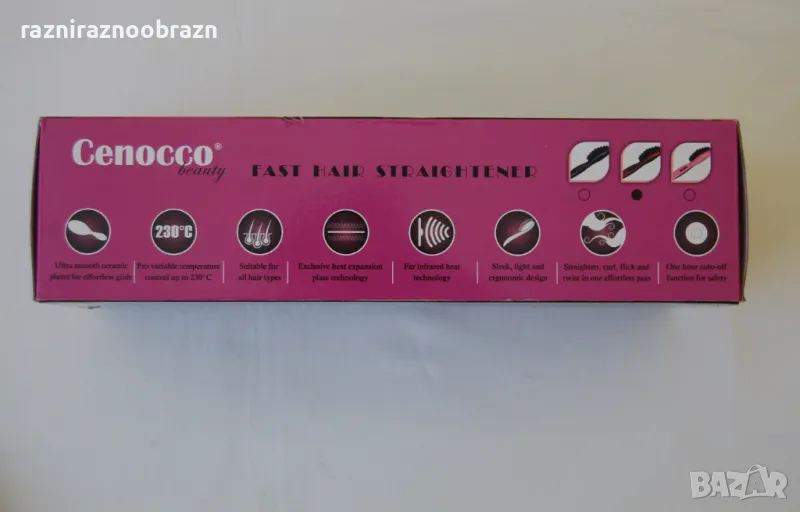 razniraznoobrazn
Cenocco®
beauty
FAST HAIR STRAIGHTENER
230°C
Ultra smooth ceramic
plates for effortless glide
Pro variable temperature
control up to 230°C
Suitable for
all hair types
Exclusive heat expansion
plate technology
Far infrared heat
technology
Sleek, light and
ergonomic design
Straighten, curl, flick and
twist in one effortless pass
One hour auto-off
function for safety
BAZAR